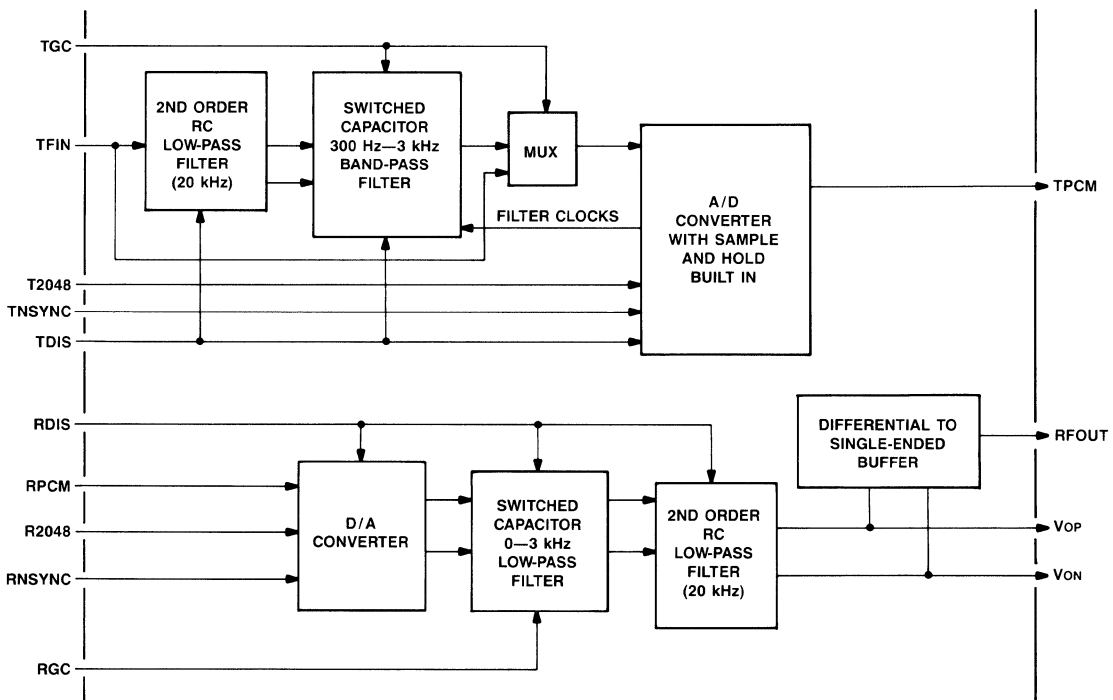 TGC
TFIN
2ND ORDER
RC
LOW-PASS
FILTER
(20 kHz)
SWITCHED
CAPACITOR
300 Hz—3 kHz
BAND-PASS
FILTER
MUX
FILTER CLOCKS
A/D
CONVERTER
WITH SAMPLE
AND HOLD
BUILT IN
TPCM
T2048
TNSYNC
TDIS
RDIS
RPCM
R2048
RNSYNC
RGC
D/A
CONVERTER
SWITCHED
CAPACITOR
0—3 kHz
LOW-PASS
FILTER
2ND ORDER
RC
LOW-PASS
FILTER
(20 kHz)
DIFFERENTIAL TO
SINGLE-ENDED
BUFFER
RFOUT
VOP
VON